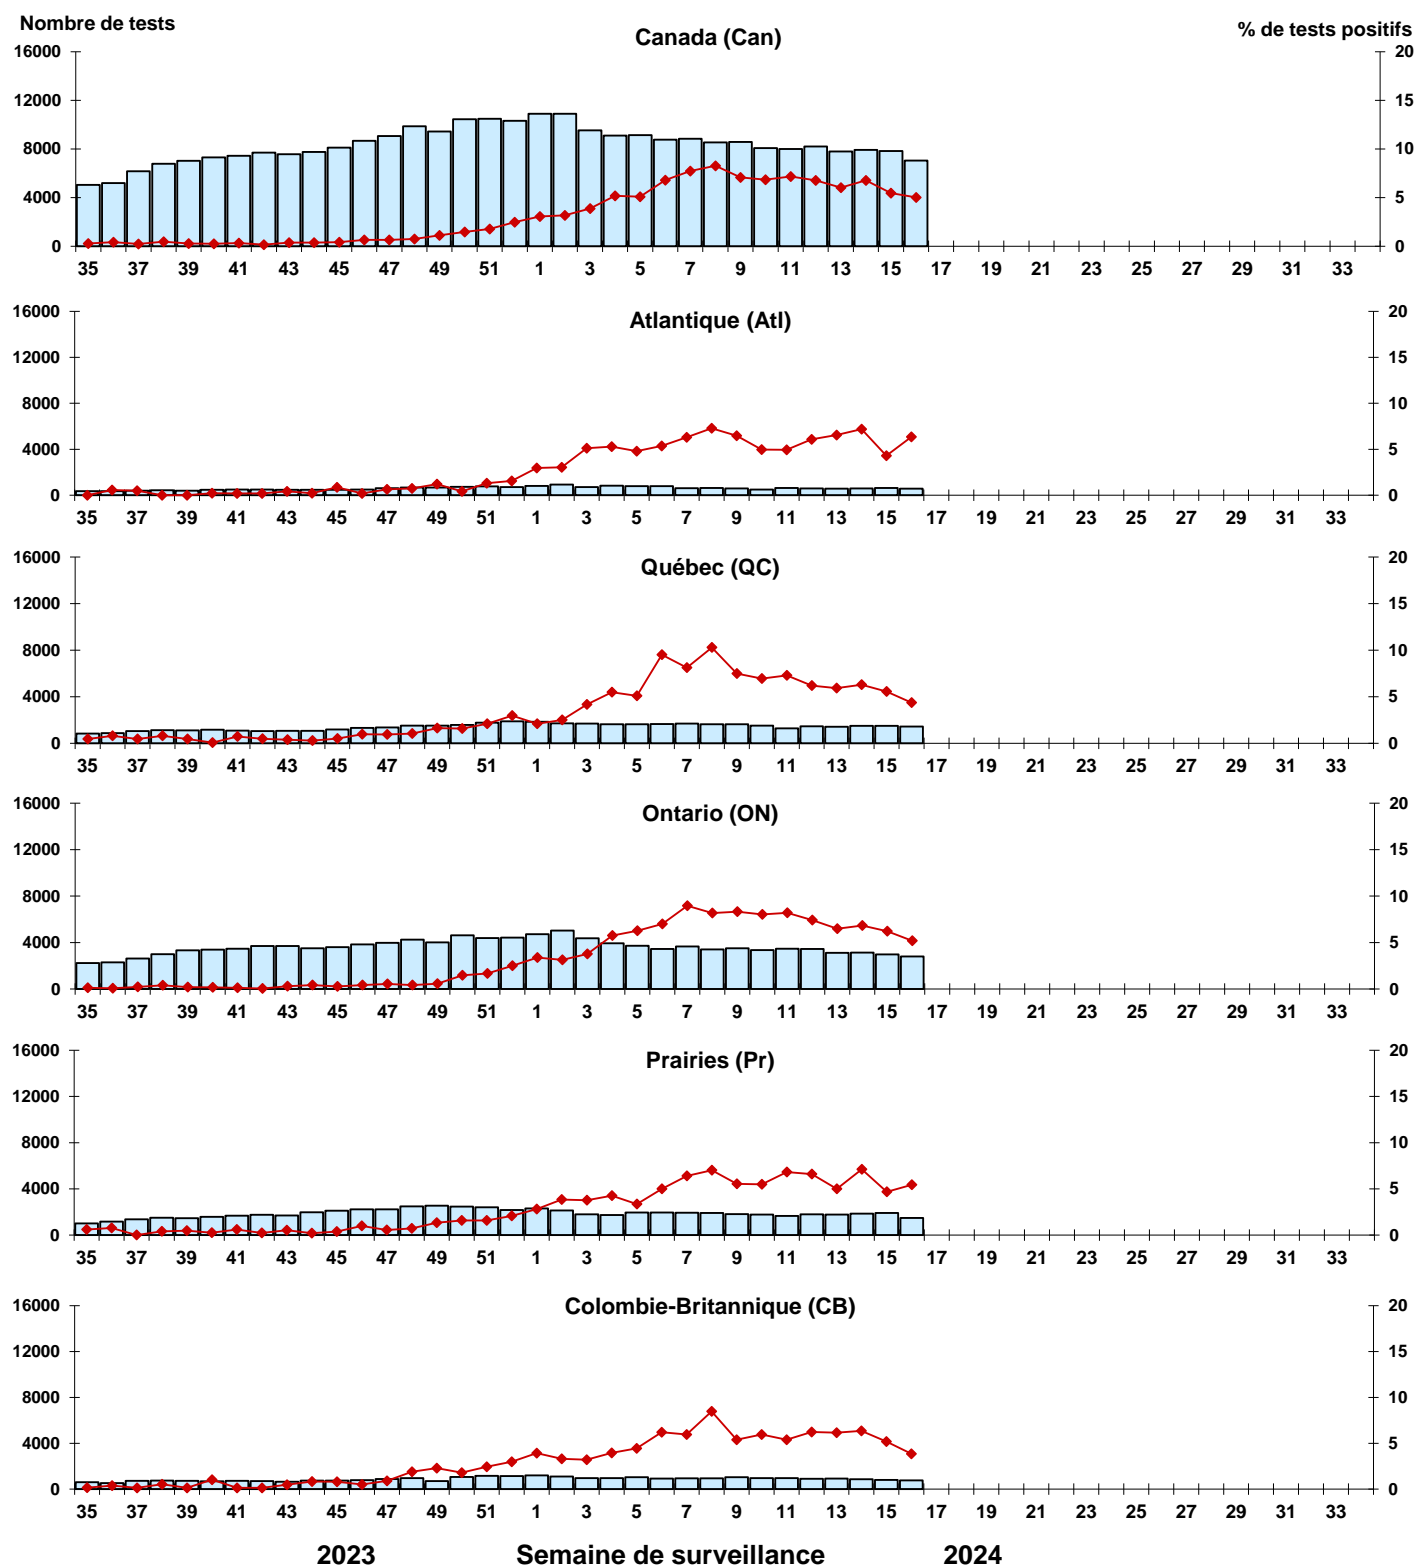 Nombre de tests
% de tests positifs
Canada (Can)
16000 20
12000 15
8000 10
4000 5
0 0
35 37 39 41 43 45 47 49 51 1 3 5 7 9 11 13 15 17 19 21 23 25 27 29 31 33
Atlantique (Atl)
16000 20
12000 15
8000 10
4000 5
0 0
35 37 39 41 43 45 47 49 51 1 3 5 7 9 11 13 15 17 19 21 23 25 27 29 31 33
Québec (QC)
16000 20
12000 15
8000 10
4000 5
0 0
35 37 39 41 43 45 47 49 51 1 3 5 7 9 11 13 15 17 19 21 23 25 27 29 31 33
Ontario (ON)
16000 20
12000 15
8000 10
4000 5
0 0
35 37 39 41 43 45 47 49 51 1 3 5 7 9 11 13 15 17 19 21 23 25 27 29 31 33
Prairies (Pr)
16000 20
12000 15
8000 10
4000 5
0 0
35 37 39 41 43 45 47 49 51 1 3 5 7 9 11 13 15 17 19 21 23 25 27 29 31 33
Colombie-Britannique (CB)
16000 20
12000 15
8000 10
4000 5
0 0
35 37 39 41 43 45 47 49 51 1 3 5 7 9 11 13 15 17 19 21 23 25 27 29 31 33
2023 Semaine de surveillance 2024